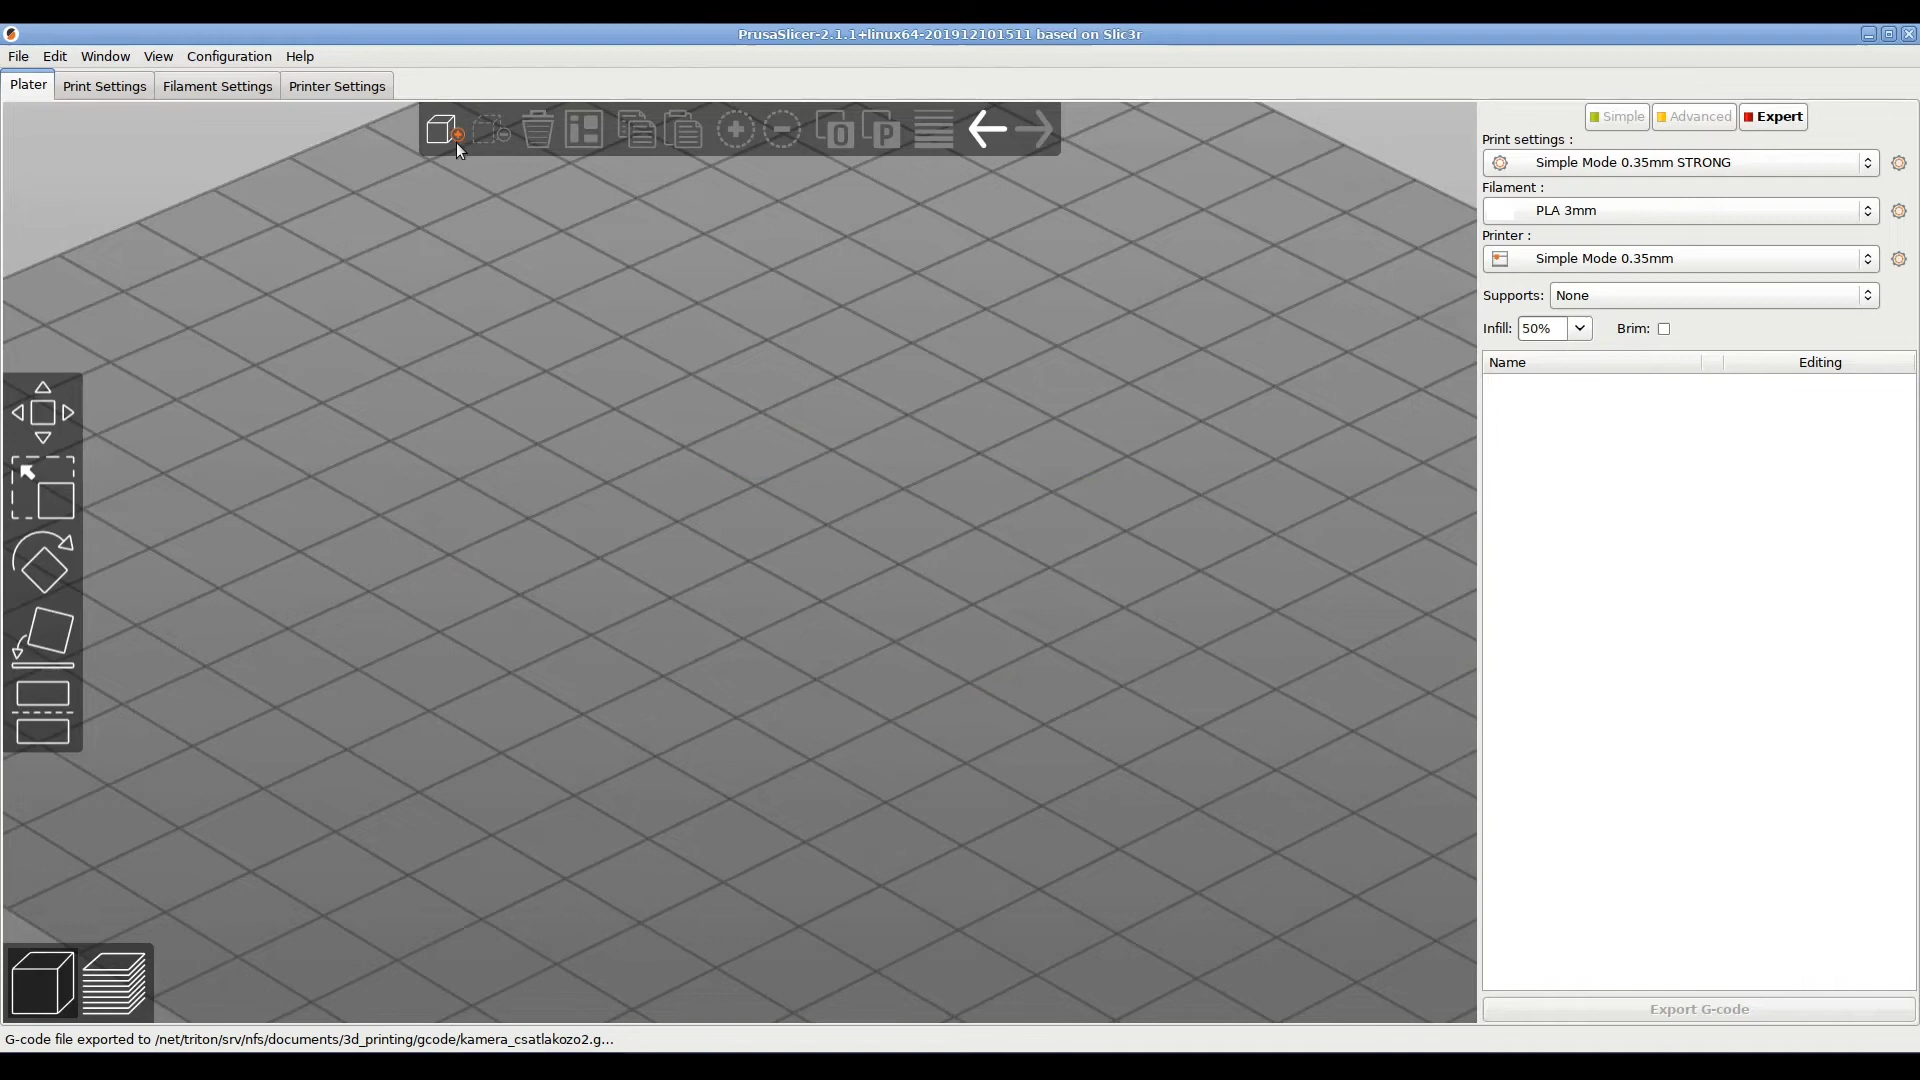 PrusaSlicer-2.1.1+linux64-201912101511 based on Slic3r
File Edit Window View Configuration Help
Plater Print Settings Filament Settings Printer Settings
Simple Advanced Expert
Print settings :
Simple Mode 0.35mm STRONG
Filament :
PLA 3mm
Printer :
Simple Mode 0.35mm
Supports: None
Infill: 50% Brim:
Name Editing
O P
Export G-code
G-code file exported to /net/triton/srv/nfs/documents/3d_printing/gcode/kamera_csatlakozo2.g...